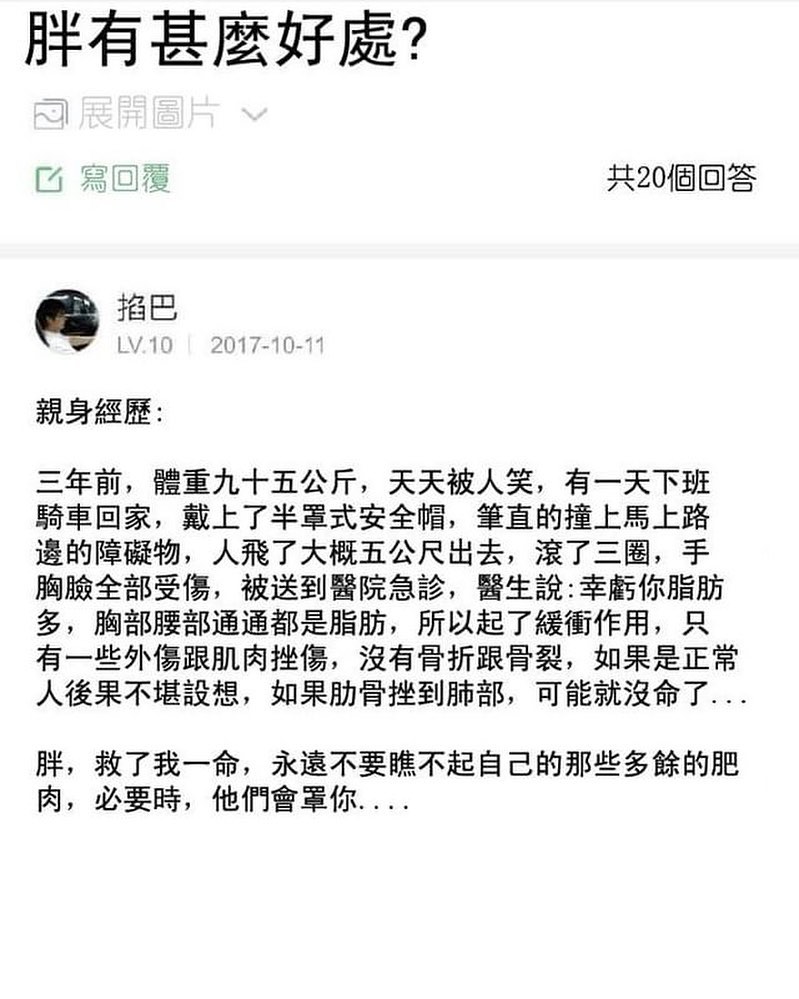 胖有甚麼好處?
展開圖片
寫回覆
共20個回答
掐巴
LV.10 | 2017-10-11
親身經歷:
三年前，體重九十五公斤，天天被人笑，有一天下班
騎車回家，戴上了半罩式安全帽，筆直的撞上馬上路
邊的障礙物，人飛了大概五公尺出去，滾了三圈，手
胸臉全部受傷，被送到醫院急診，醫生說:幸虧你脂肪
多，胸部腰部通通都是脂肪，所以起了緩衝作用，只
有一些外傷跟肌肉挫傷，沒有骨折跟骨裂，如果是正常
人後果不堪設想，如果肋骨挫到肺部，可能就沒命了...
胖，救了我一命，永遠不要瞧不起自己的那些多餘的肥
肉，必要時，他們會罩你....